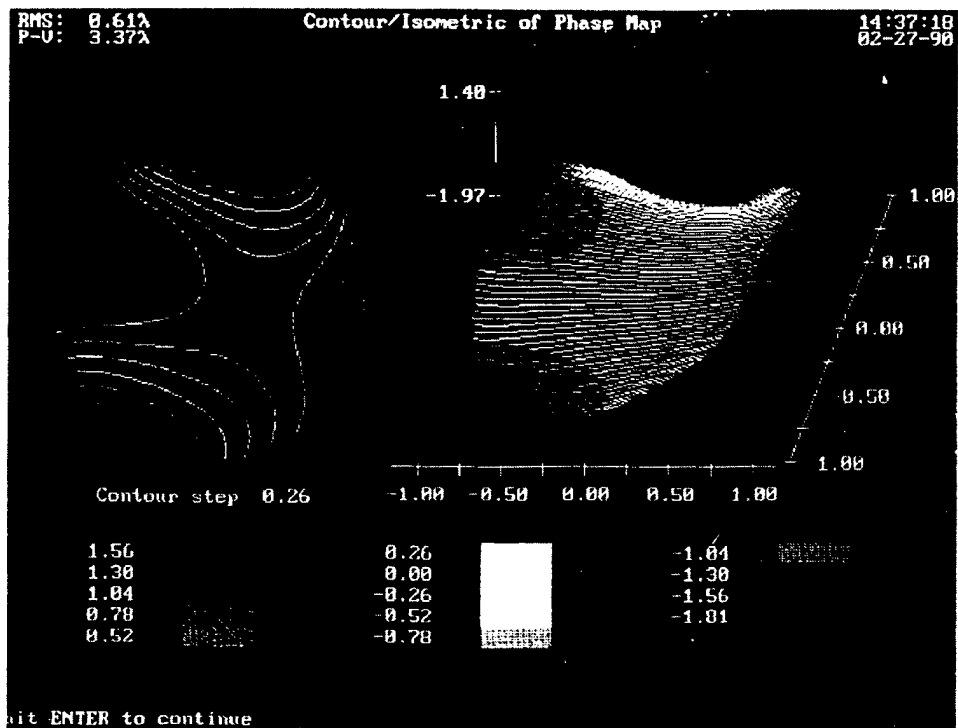 RMS: 0.61λ
P-V: 3.37λ
Contour/Isometric of Phase Map
14:37:18
02-27-90
1.40
-1.97
1.00
0.50
0.00
-0.50
1.00
-1.00 -0.50 0.00 0.50 1.00
Contour step 0.26
1.56 0.26 -1.04
1.30 0.00 -1.30
1.04 -0.26 -1.56
0.78 -0.52 -1.81
0.52 -0.78
hit ENTER to continue